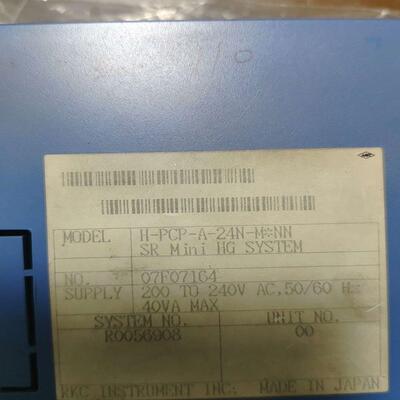 MODEL H-PCP-A-24N-M*NN
SR Mini HG SYSTEM
NO. 07F07164
SUPPLY 200 TO 240V AC.50/60 Hz
40VA MAX
SYSTEM NO. UNIT NO.
R0056908 00
RKC INSTRUMENT INC. MADE IN JAPAN